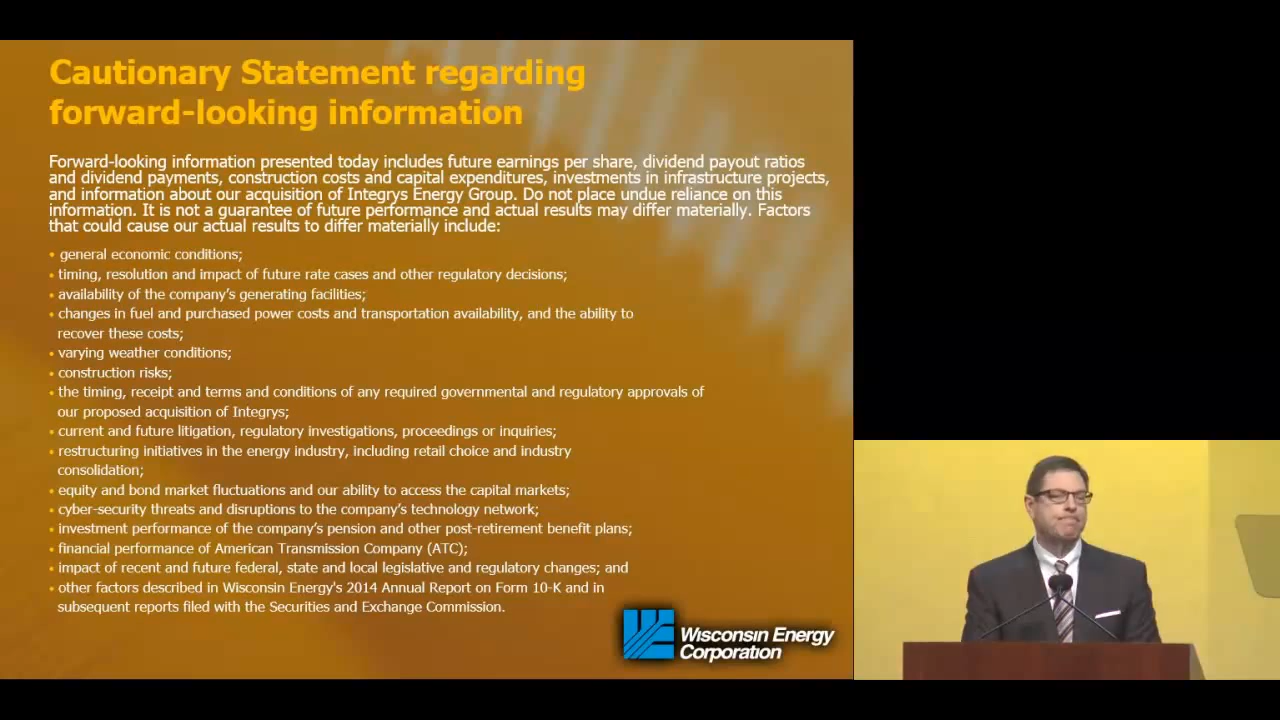 Cautionary Statement regarding
forward-looking information
Forward-looking information presented today includes future earnings per share, dividend payout ratios
and dividend payments, construction costs and capital expenditures, investments in infrastructure projects,
and information about our acquisition of Integrys Energy Group. Do not place undue reliance on this
information. It is not a guarantee of future performance and actual results may differ materially. Factors
that could cause our actual results to differ materially include:
• general economic conditions;
• timing, resolution and impact of future rate cases and other regulatory decisions;
• availability of the company's generating facilities;
• changes in fuel and purchased power costs and transportation availability, and the ability to
recover these costs;
• varying weather conditions;
• construction risks;
• the timing, receipt and terms and conditions of any required governmental and regulatory approvals of
our proposed acquisition of Integrys;
• current and future litigation, regulatory investigations, proceedings or inquiries;
• restructuring initiatives in the energy industry, including retail choice and industry
consolidation;
• equity and bond market fluctuations and our ability to access the capital markets;
• cyber-security threats and disruptions to the company's technology network;
• investment performance of the company's pension and other post-retirement benefit plans;
• financial performance of American Transmission Company (ATC);
• impact of recent and future federal, state and local legislative and regulatory changes; and
• other factors described in Wisconsin Energy's 2014 Annual Report on Form 10-K and in
subsequent reports filed with the Securities and Exchange Commission.
Wisconsin Energy
Corporation